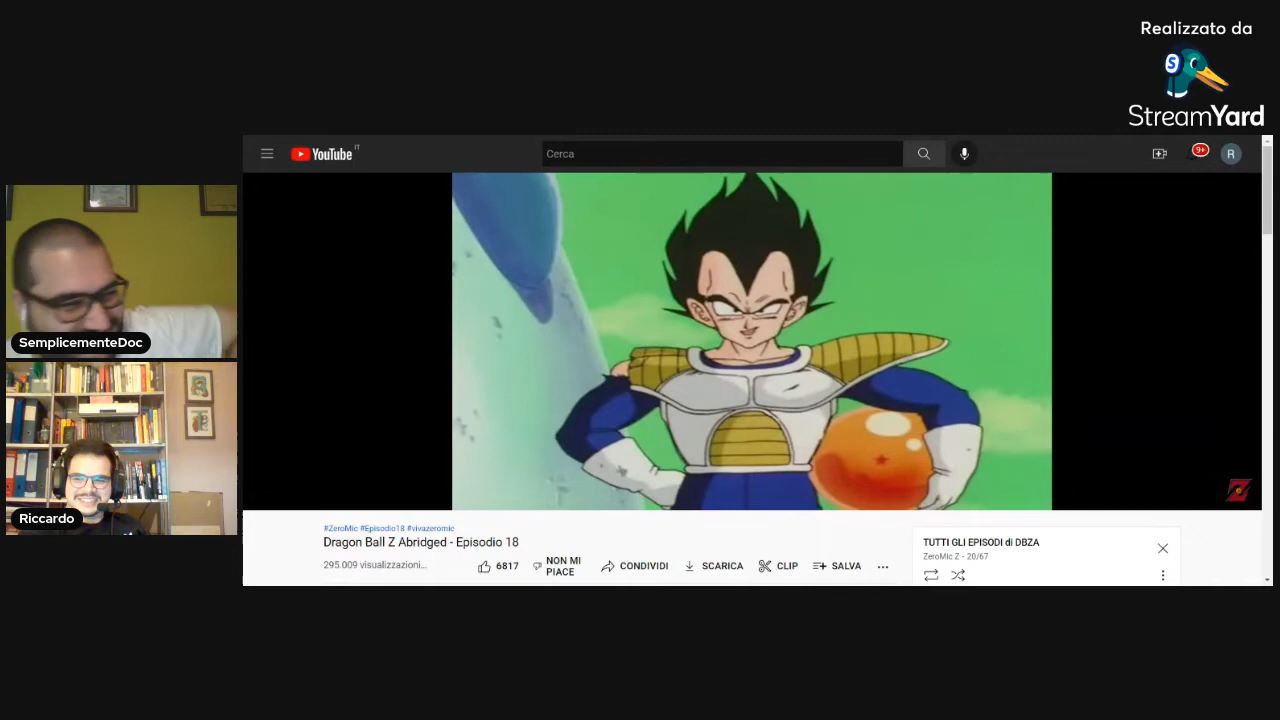 Realizzato da
S
StreamYard
YouTube IT
Cerca
9+
R
SemplicementeDoc
Riccardo
#ZeroMic #Episodio18 #vivazeromic
Dragon Ball Z Abridged - Episodio 18
295.009 visualizzazioni...
6817
NON MI
PIACE
CONDIVIDI
SCARICA
CLIP
SALVA
TUTTI GLI EPISODI di DBZA
ZeroMic Z - 20/67